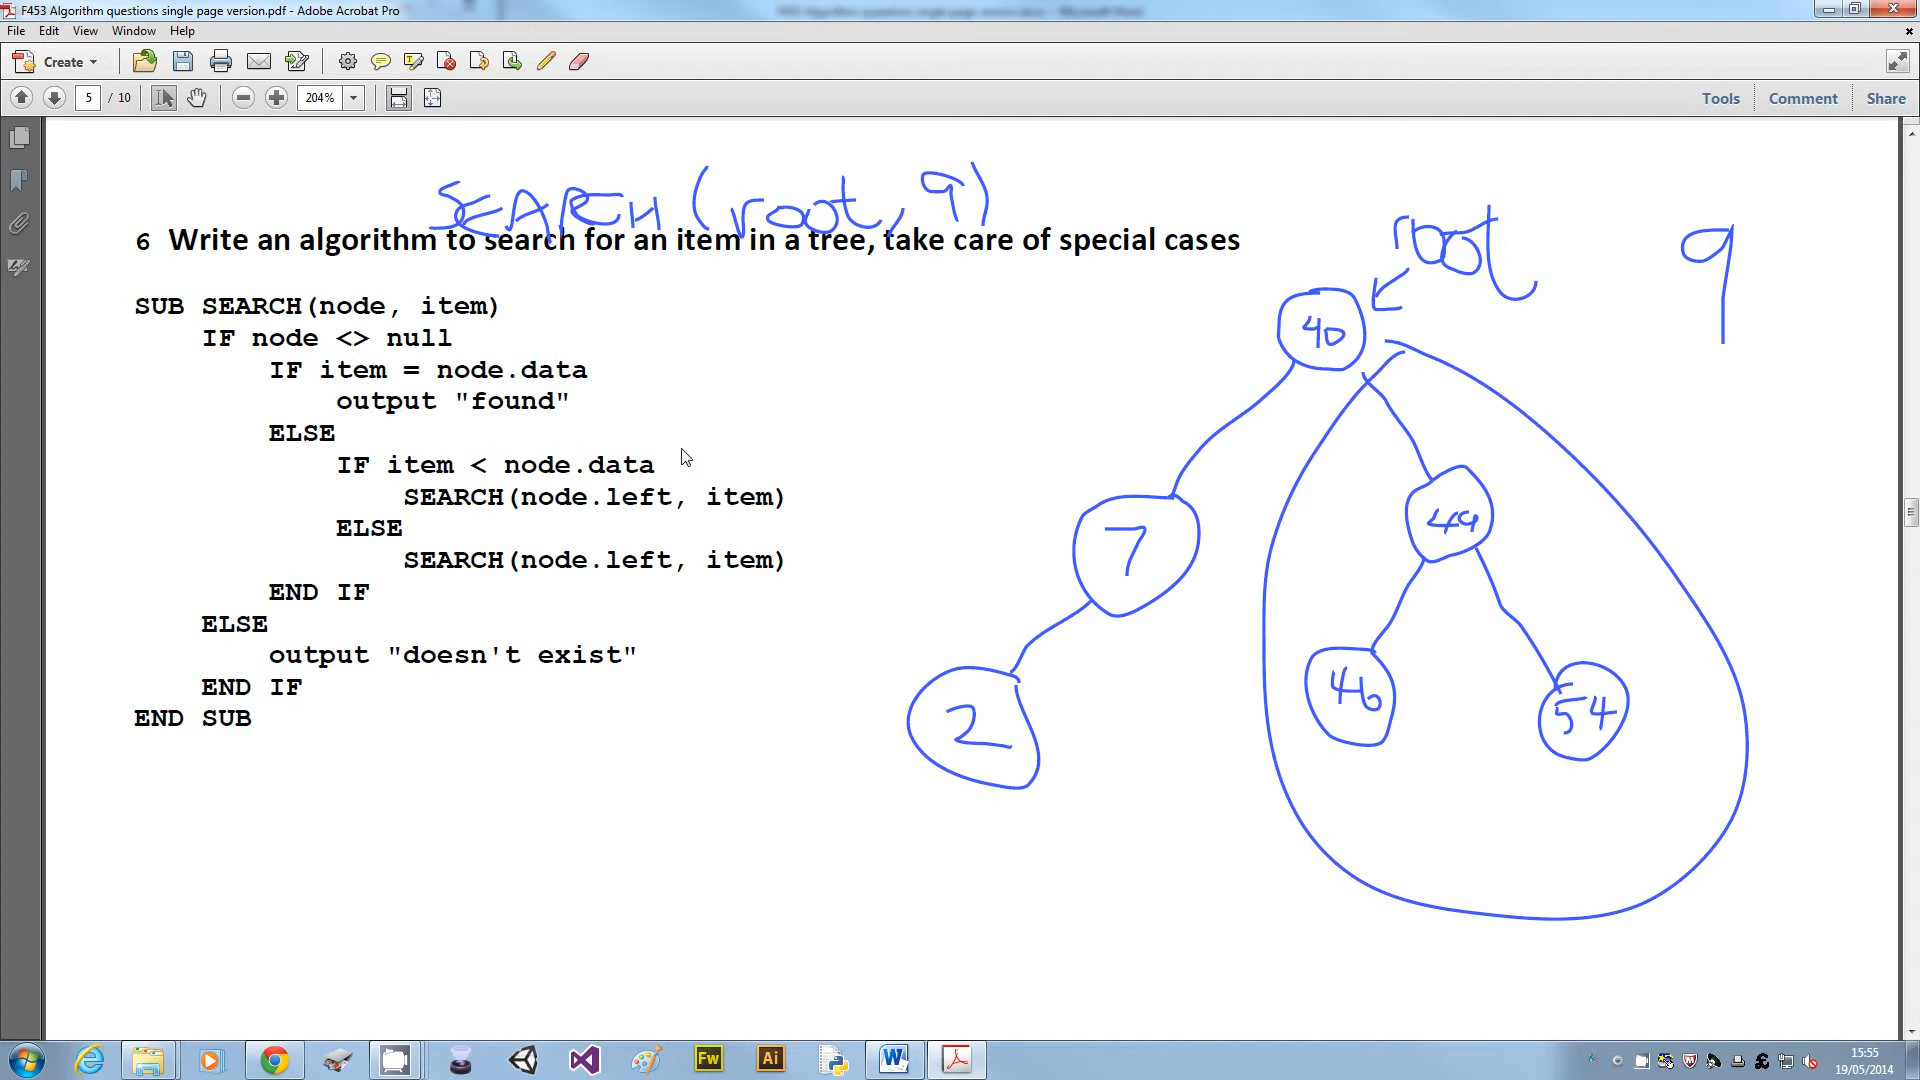 F453 Algorithm questions single page version.pdf - Adobe Acrobat Pro
File Edit View Window Help
Create
5 / 10 204% Tools Comment Share
SEARCH (root, 9)
6 Write an algorithm to search for an item in a tree, take care of special cases
SUB SEARCH(node, item)
IF node <> null
IF item = node.data
output "found"
ELSE
IF item < node.data
SEARCH(node.left, item)
ELSE
SEARCH(node.left, item)
END IF
ELSE
output "doesn't exist"
END IF
END SUB
root
9
40
7
49
2
46
54
Fw Ai W
15:55
19/05/2014